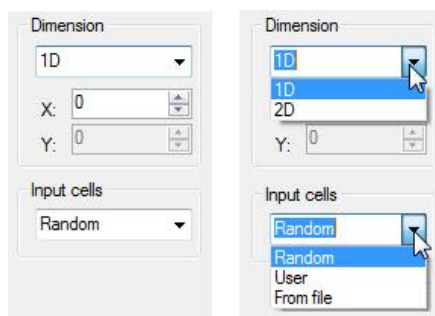 Dimension
1D
X: 0
Y: 0
Input cells
Random
Dimension
1D
1D
2D
Y: 0
Input cells
Random
Random
User
From file